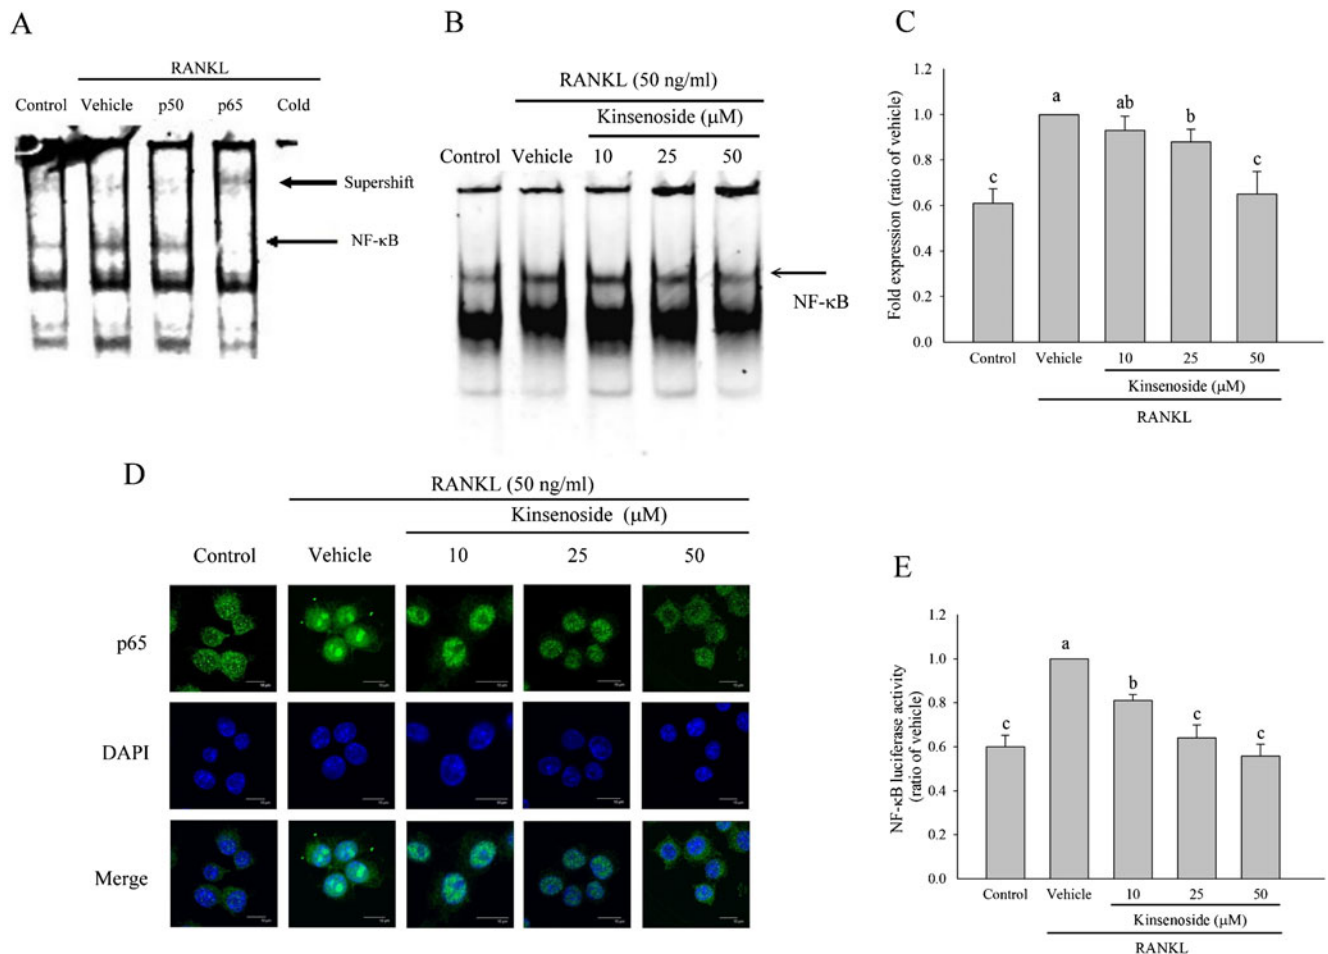 A
RANKL
Control Vehicle p50 p65 Cold
Supershift
NF-κB
B
RANKL (50 ng/ml)
Kinsenoside (μM)
Control Vehicle 10 25 50
NF-κB
C
Fold expression (ratio of vehicle)
1.2
1.0
0.8
0.6
0.4
0.2
0.0
a
ab
b
c
c
Control Vehicle 10 25 50
Kinsenoside (μM)
RANKL
D
RANKL (50 ng/ml)
Kinsenoside (μM)
Control Vehicle 10 25 50
p65
DAPI
Merge
E
NF-κB luciferase activity
(ratio of vehicle)
1.2
1.0
0.8
0.6
0.4
0.2
0.0
a
b
c
c
c
Control Vehicle 10 25 50
Kinsenoside (μM)
RANKL